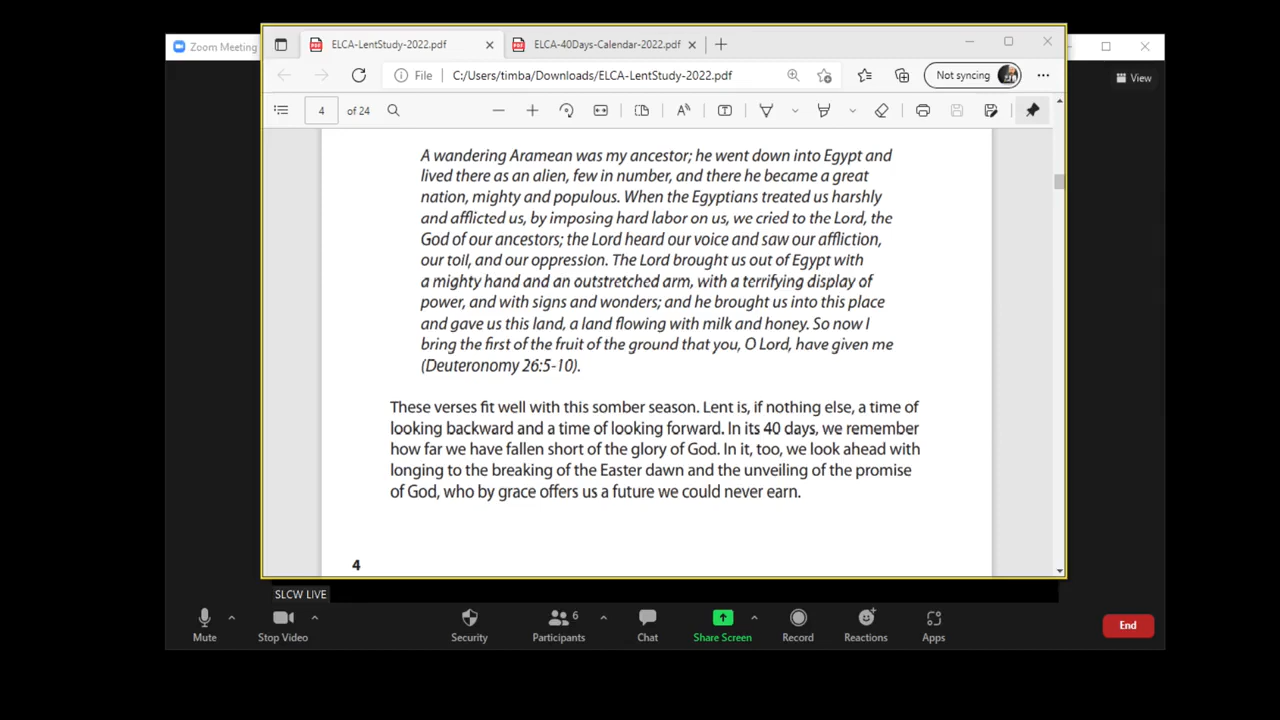 Zoom Meeting
ELCA-LentStudy-2022.pdf
ELCA-40Days-Calendar-2022.pdf
File
C:/Users/timba/Downloads/ELCA-LentStudy-2022.pdf
Not syncing
View
4 of 24
A wandering Aramean was my ancestor; he went down into Egypt and
lived there as an alien, few in number, and there he became a great
nation, mighty and populous. When the Egyptians treated us harshly
and afflicted us, by imposing hard labor on us, we cried to the Lord, the
God of our ancestors; the Lord heard our voice and saw our affliction,
our toil, and our oppression. The Lord brought us out of Egypt with
a mighty hand and an outstretched arm, with a terrifying display of
power, and with signs and wonders; and he brought us into this place
and gave us this land, a land flowing with milk and honey. So now I
bring the first of the fruit of the ground that you, O Lord, have given me
(Deuteronomy 26:5-10).
These verses fit well with this somber season. Lent is, if nothing else, a time of
looking backward and a time of looking forward. In its 40 days, we remember
how far we have fallen short of the glory of God. In it, too, we look ahead with
longing to the breaking of the Easter dawn and the unveiling of the promise
of God, who by grace offers us a future we could never earn.
4
SLCW LIVE
6
Mute
Stop Video
Security
Participants
Chat
Share Screen
Record
Reactions
Apps
End